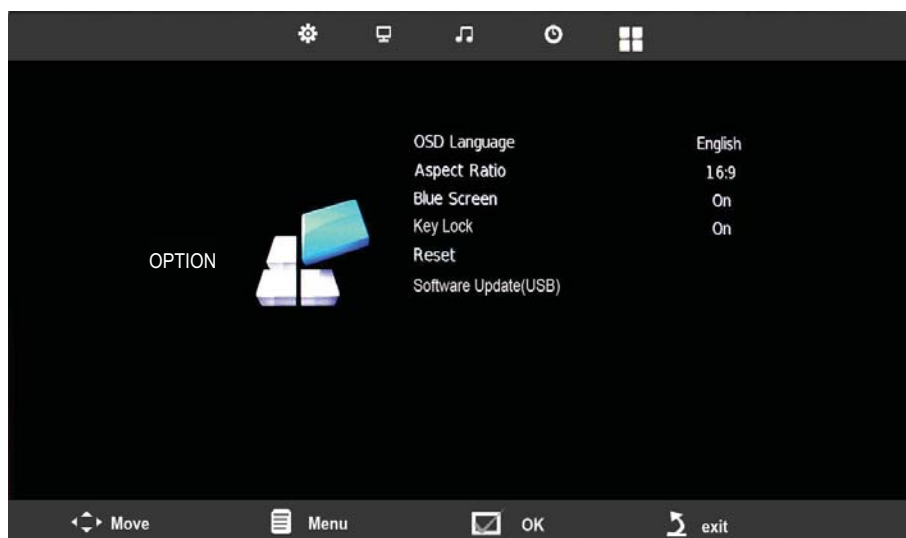 OSD Language English
Aspect Ratio 16:9
Blue Screen On
Key Lock On
OPTION
Reset
Software Update(USB)
Move Menu OK exit